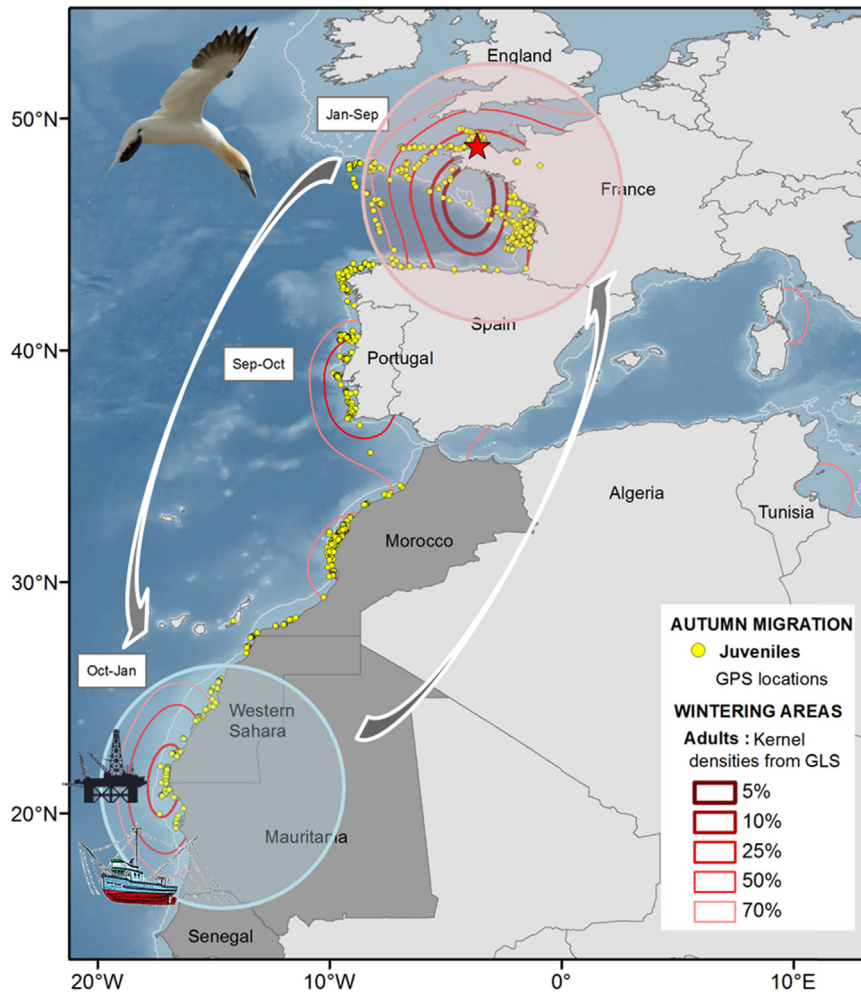 England
50°N
Jan-Sep
France
Spain
40°N
Sep-Oct
Portugal
Algeria
Tunisia
Morocco
30°N
Oct-Jan
Western
Sahara
20°N
Mauritania
Senegal
20°W
10°W
0°
10°E
AUTUMN MIGRATION
Juveniles
GPS locations
WINTERING AREAS
Adults : Kernel
densities from GLS
5%
10%
25%
50%
70%